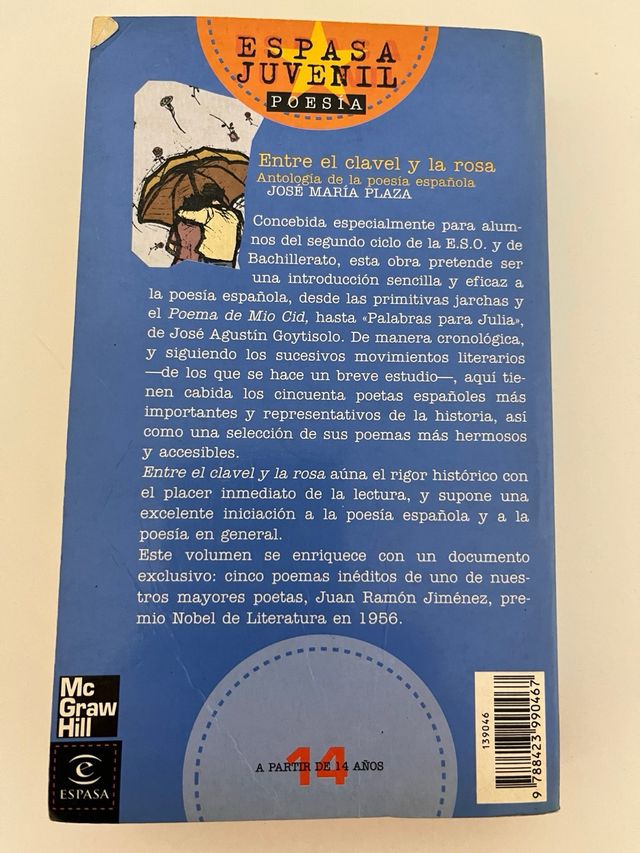 ESPASA
JUVENIL
POESÍA
Entre el clavel y la rosa
Antología de la poesía española
JOSÉ MARÍA PLAZA
Concebida especialmente para alum-
nos del segundo ciclo de la E.S.O. y de
Bachillerato, esta obra pretende ser
una introducción sencilla y eficaz a
la poesía española, desde las primitivas jarchas y
el Poema de Mio Cid, hasta «Palabras para Julia»,
de José Agustín Goytisolo. De manera cronológica,
y siguiendo los sucesivos movimientos literarios
—de los que se hace un breve estudio—, aquí tie-
nen cabida los cincuenta poetas españoles más
importantes y representativos de la historia, así
como una selección de sus poemas más hermosos
y accesibles.
Entre el clavel y la rosa aúna el rigor histórico con
el placer inmediato de la lectura, y supone una
excelente iniciación a la poesía española y a la
poesía en general.
Este volumen se enriquece con un documento
exclusivo: cinco poemas inéditos de uno de nues-
tros mayores poetas, Juan Ramón Jiménez, pre-
mio Nobel de Literatura en 1956.
Mc
Graw
Hill
ESPASA
14
A PARTIR DE 14 AÑOS
139046
9 788423 990467